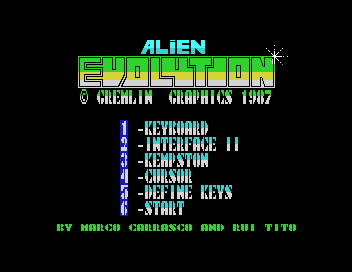 ALIEN
EVOLUTION
© GREMLIN GRAPHICS 1987
1 -KEYBOARD
2 -INTERFACE II
3 -KEMPSTON
4 -CURSOR
5 -DEFINE KEYS
6 -START
BY MARCO CARRASCO AND RUI TITO